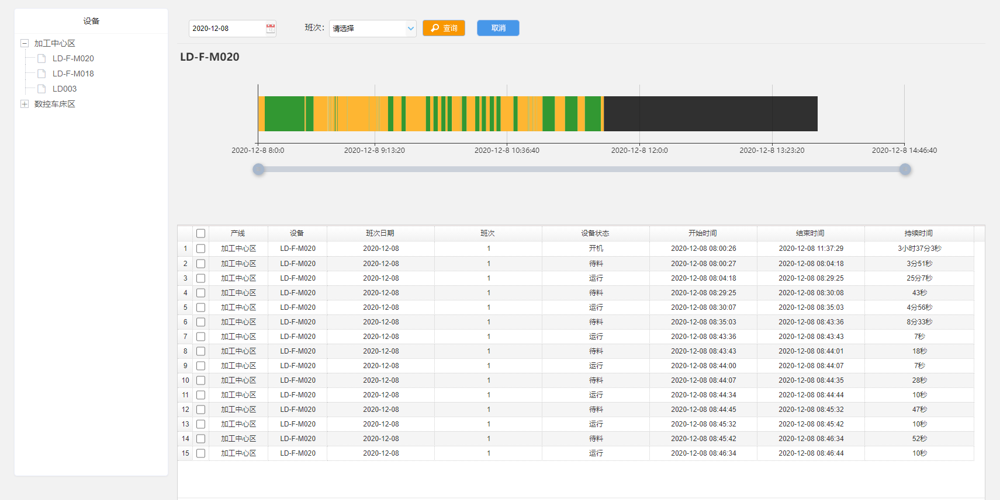 设备
加工中心区
LD-F-M020
LD-F-M018
LD003
数控车床区
2020-12-08 班次： 请选择 查询 取消
LD-F-M020
2020-12-8 8:0:0 2020-12-8 9:13:20 2020-12-8 10:36:40 2020-12-8 12:0:0 2020-12-8 13:23:20 2020-12-8 14:46:40
产线 设备 班次日期 班次 设备状态 开始时间 结束时间 持续时间
1 加工中心区 LD-F-M020 2020-12-08 1 开机 2020-12-08 08:00:26 2020-12-08 11:37:29 3小时37分3秒
2 加工中心区 LD-F-M020 2020-12-08 1 待料 2020-12-08 08:00:27 2020-12-08 08:04:18 3分51秒
3 加工中心区 LD-F-M020 2020-12-08 1 运行 2020-12-08 08:04:18 2020-12-08 08:29:25 25分7秒
4 加工中心区 LD-F-M020 2020-12-08 1 待料 2020-12-08 08:29:25 2020-12-08 08:30:08 43秒
5 加工中心区 LD-F-M020 2020-12-08 1 运行 2020-12-08 08:30:07 2020-12-08 08:35:03 4分56秒
6 加工中心区 LD-F-M020 2020-12-08 1 待料 2020-12-08 08:35:03 2020-12-08 08:43:36 8分33秒
7 加工中心区 LD-F-M020 2020-12-08 1 运行 2020-12-08 08:43:36 2020-12-08 08:43:43 7秒
8 加工中心区 LD-F-M020 2020-12-08 1 待料 2020-12-08 08:43:43 2020-12-08 08:44:01 18秒
9 加工中心区 LD-F-M020 2020-12-08 1 运行 2020-12-08 08:44:00 2020-12-08 08:44:07 7秒
10 加工中心区 LD-F-M020 2020-12-08 1 待料 2020-12-08 08:44:07 2020-12-08 08:44:35 28秒
11 加工中心区 LD-F-M020 2020-12-08 1 运行 2020-12-08 08:44:34 2020-12-08 08:44:44 10秒
12 加工中心区 LD-F-M020 2020-12-08 1 待料 2020-12-08 08:44:45 2020-12-08 08:45:32 47秒
13 加工中心区 LD-F-M020 2020-12-08 1 运行 2020-12-08 08:45:32 2020-12-08 08:45:42 10秒
14 加工中心区 LD-F-M020 2020-12-08 1 待料 2020-12-08 08:45:42 2020-12-08 08:46:34 52秒
15 加工中心区 LD-F-M020 2020-12-08 1 运行 2020-12-08 08:46:34 2020-12-08 08:46:44 10秒